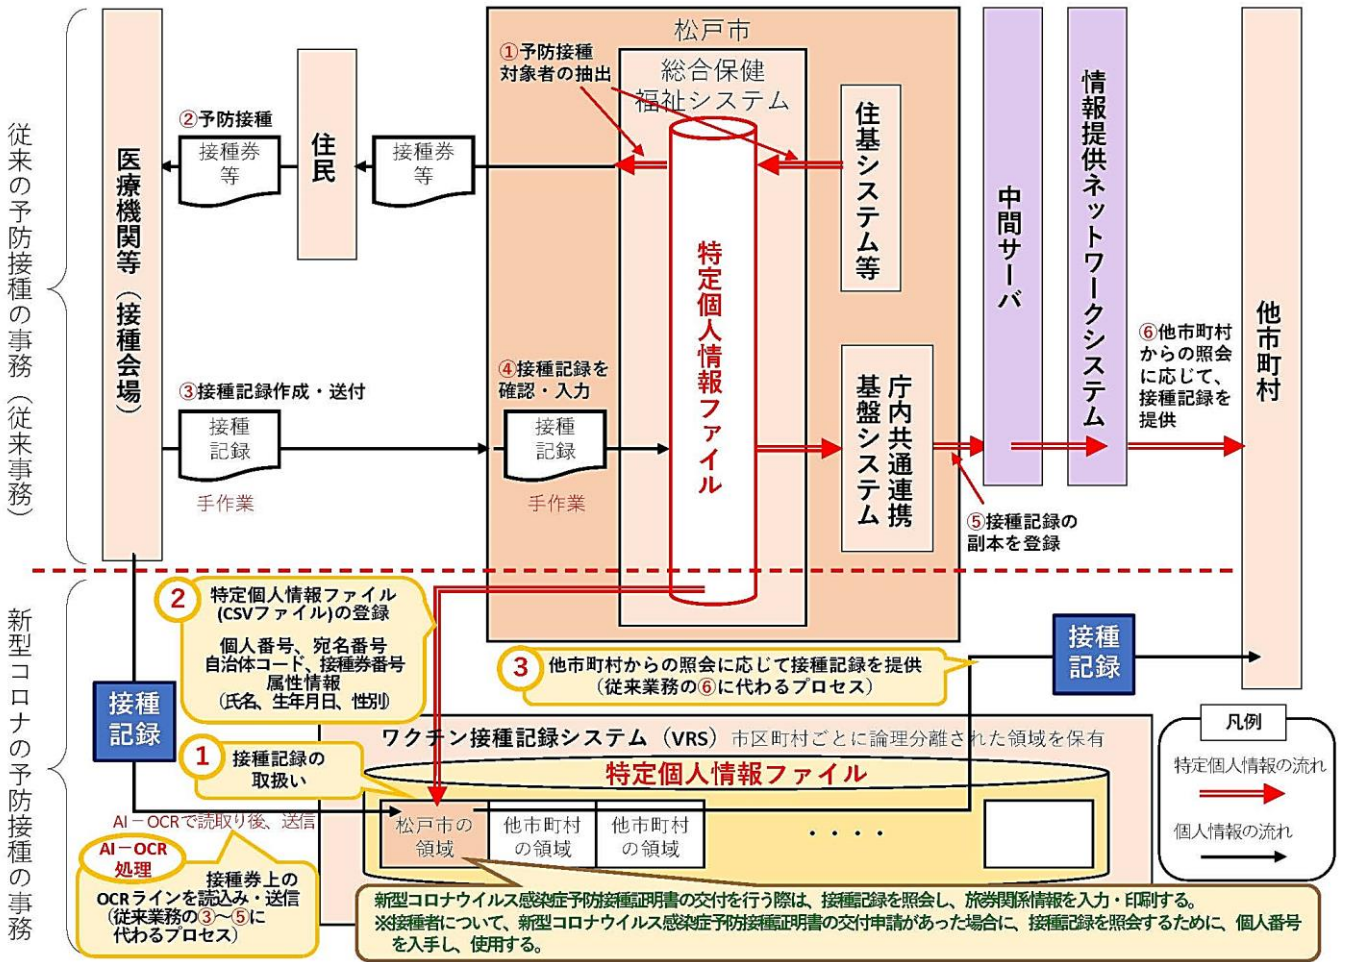 従来の予防接種の事務（従来事務）
医療機関等（接種会場）
②予防接種
接種券
等
住民
接種券
等
松戸市
①予防接種
対象者の抽出
総合保健
福祉システム
特定個人情報ファイル
住基システム等
中間サーバ
情報提供ネットワークシステム
他市町村
③接種記録作成・送付
接種
記録
手作業
④接種記録を
確認・入力
接種
記録
手作業
庁内共通連携
基盤システム
⑤接種記録の
副本を登録
⑥他市町村
からの照会
に応じて、
接種記録を
提供
新型コロナの予防接種の事務
接種
記録
2
特定個人情報ファイル
(CSVファイル)の登録
個人番号、宛名番号
自治体コード、接種券番号
属性情報
（氏名、生年月日、性別）
3
他市町村からの照会に応じて接種記録を提供
（従来業務の⑥に代わるプロセス）
接種
記録
1
接種記録の
取扱い
ワクチン接種記録システム（VRS）市区町村ごとに論理分離された領域を保有
特定個人情報ファイル
松戸市の
領域
他市町村
の領域
他市町村
の領域
・・・・
AI－OCRで読取り後、送信
AI－OCR
処理
接種券上の
OCRラインを読込み・送信
（従来業務の③～⑤に
代わるプロセス）
新型コロナウイルス感染症予防接種証明書の交付を行う際は、接種記録を照会し、旅券関係情報を入力・印刷する。
※接種者について、新型コロナウイルス感染症予防接種証明書の交付申請があった場合に、接種記録を照会するために、個人番号
を入手し、使用する。
凡例
特定個人情報の流れ
個人情報の流れ